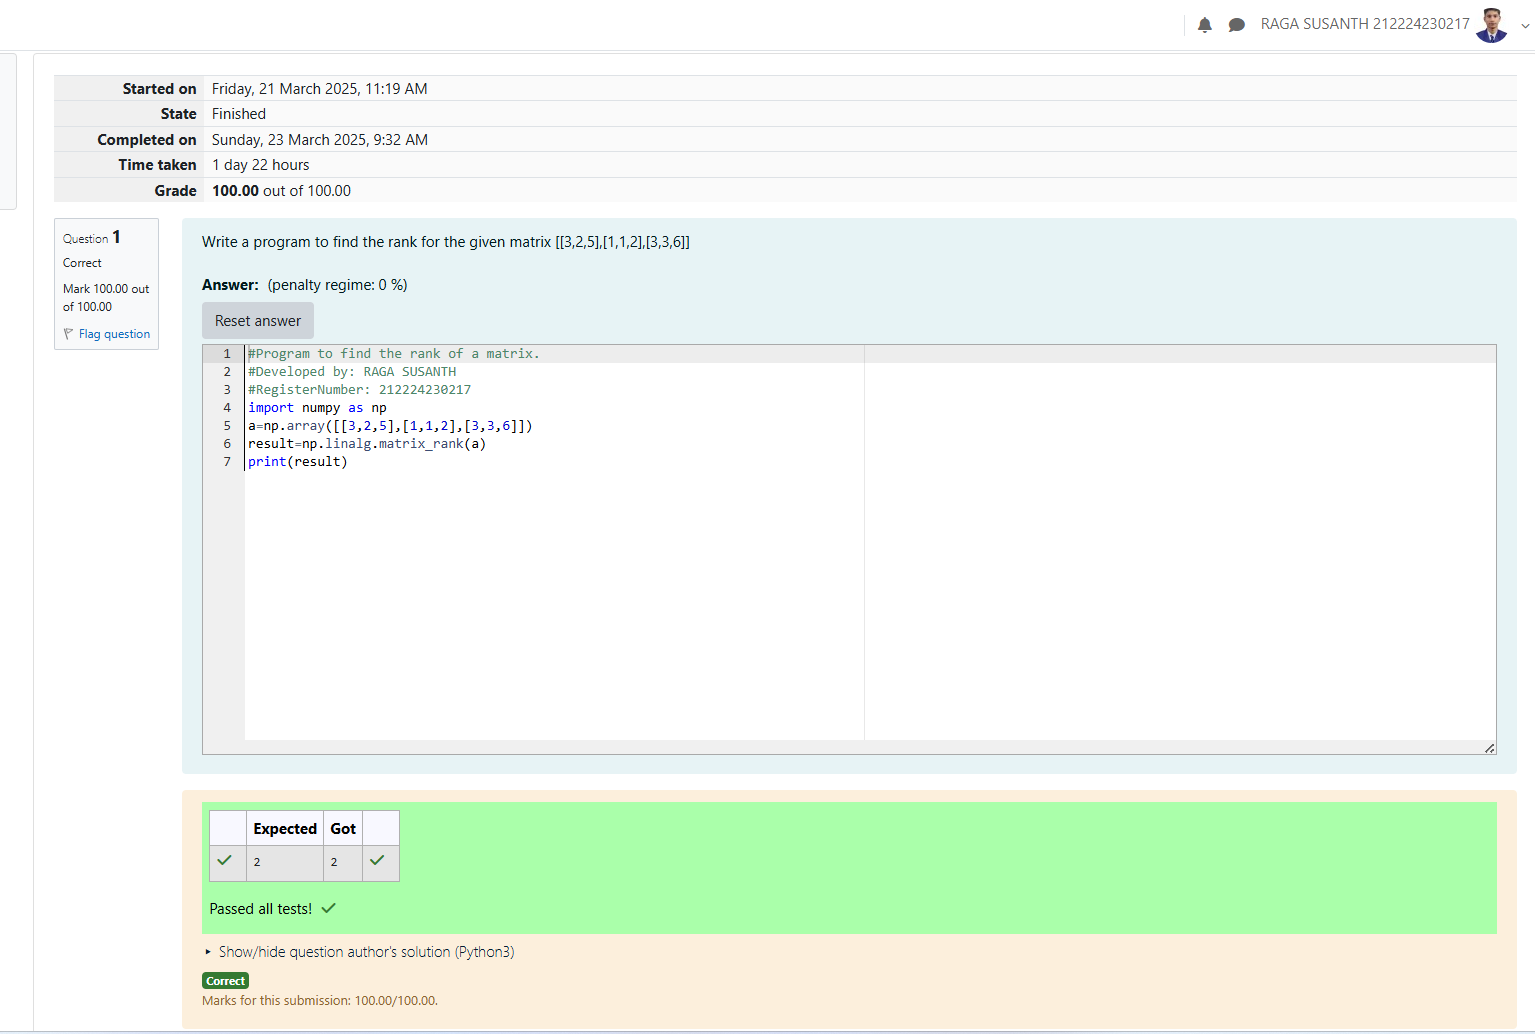 RAGA SUSANTH 212224230217
Started on Friday, 21 March 2025, 11:19 AM
State Finished
Completed on Sunday, 23 March 2025, 9:32 AM
Time taken 1 day 22 hours
Grade 100.00 out of 100.00
Question 1
Correct
Mark 100.00 out
of 100.00
Flag question
Write a program to find the rank for the given matrix [[3,2,5],[1,1,2],[3,3,6]]
Answer: (penalty regime: 0 %)
Reset answer
1 #Program to find the rank of a matrix.
2 #Developed by: RAGA SUSANTH
3 #RegisterNumber: 212224230217
4 import numpy as np
5 a=np.array([[3,2,5],[1,1,2],[3,3,6]])
6 result=np.linalg.matrix_rank(a)
7 print(result)
Expected Got
2 2
Passed all tests!
Show/hide question author's solution (Python3)
Correct
Marks for this submission: 100.00/100.00.